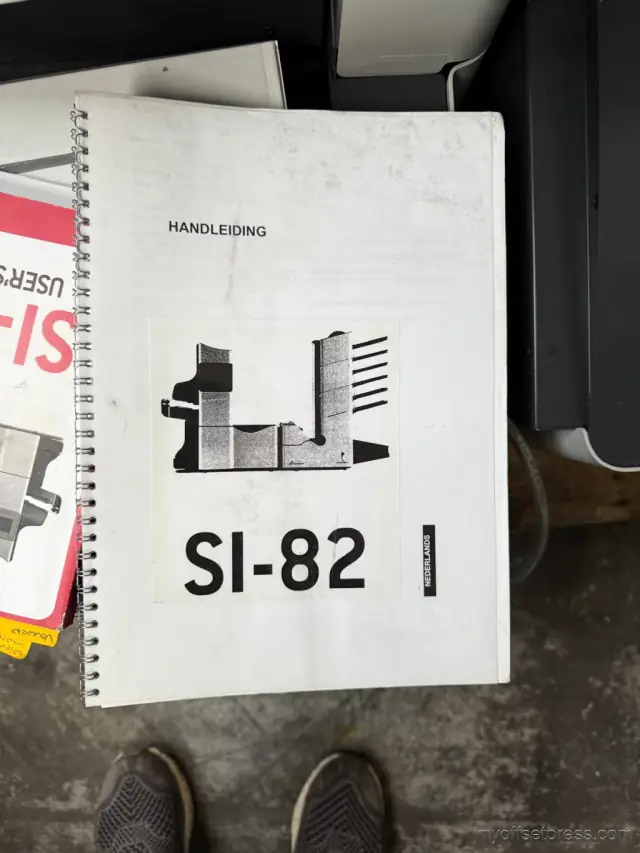 HANDLEIDING
SI-82
NEDERLANDS
USER'S
SI-
myoffsetpress.com